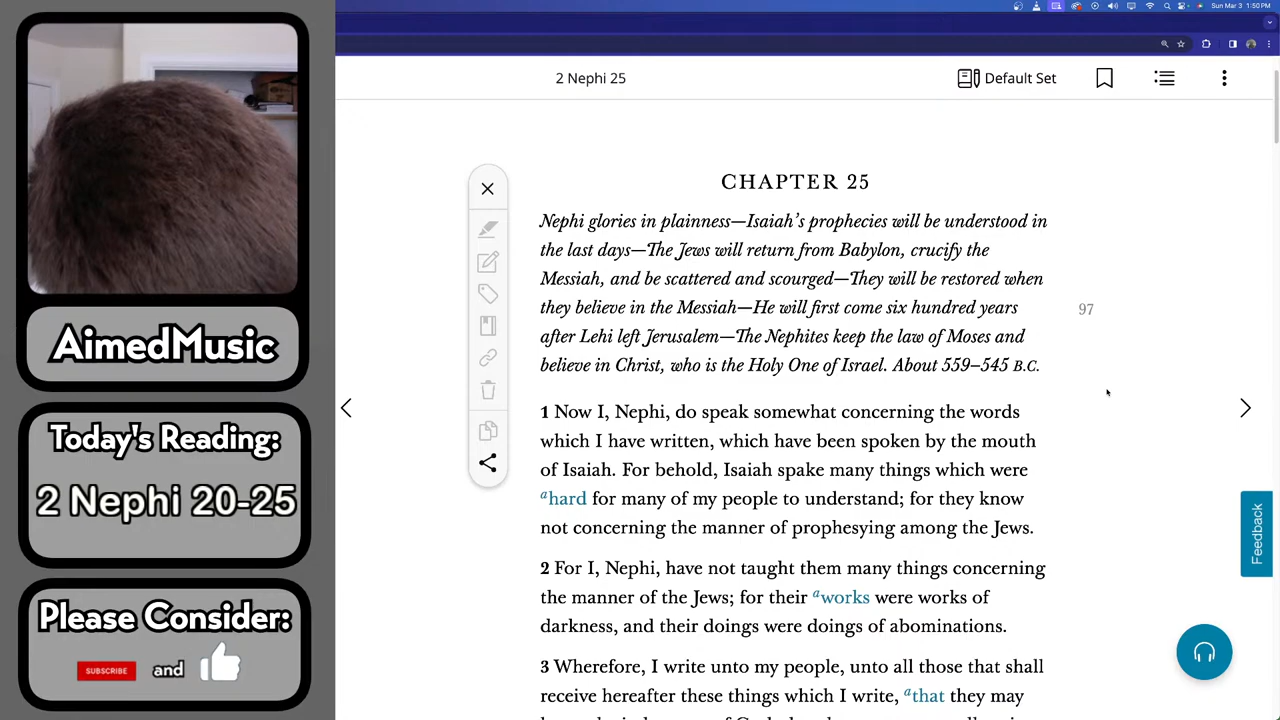 Sun Mar 3 1:50 PM
2 Nephi 25
Default Set
AimedMusic
Today's Reading:
2 Nephi 20-25
Please Consider:
SUBSCRIBE and
CHAPTER 25
Nephi glories in plainness—Isaiah's prophecies will be understood in
the last days—The Jews will return from Babylon, crucify the
Messiah, and be scattered and scourged—They will be restored when
they believe in the Messiah—He will first come six hundred years
after Lehi left Jerusalem—The Nephites keep the law of Moses and
believe in Christ, who is the Holy One of Israel. About 559–545 B.C.
97
1 Now I, Nephi, do speak somewhat concerning the words
which I have written, which have been spoken by the mouth
of Isaiah. For behold, Isaiah spake many things which were
a hard for many of my people to understand; for they know
not concerning the manner of prophesying among the Jews.
2 For I, Nephi, have not taught them many things concerning
the manner of the Jews; for their a works were works of
darkness, and their doings were doings of abominations.
3 Wherefore, I write unto my people, unto all those that shall
receive hereafter these things which I write, a that they may
Feedback